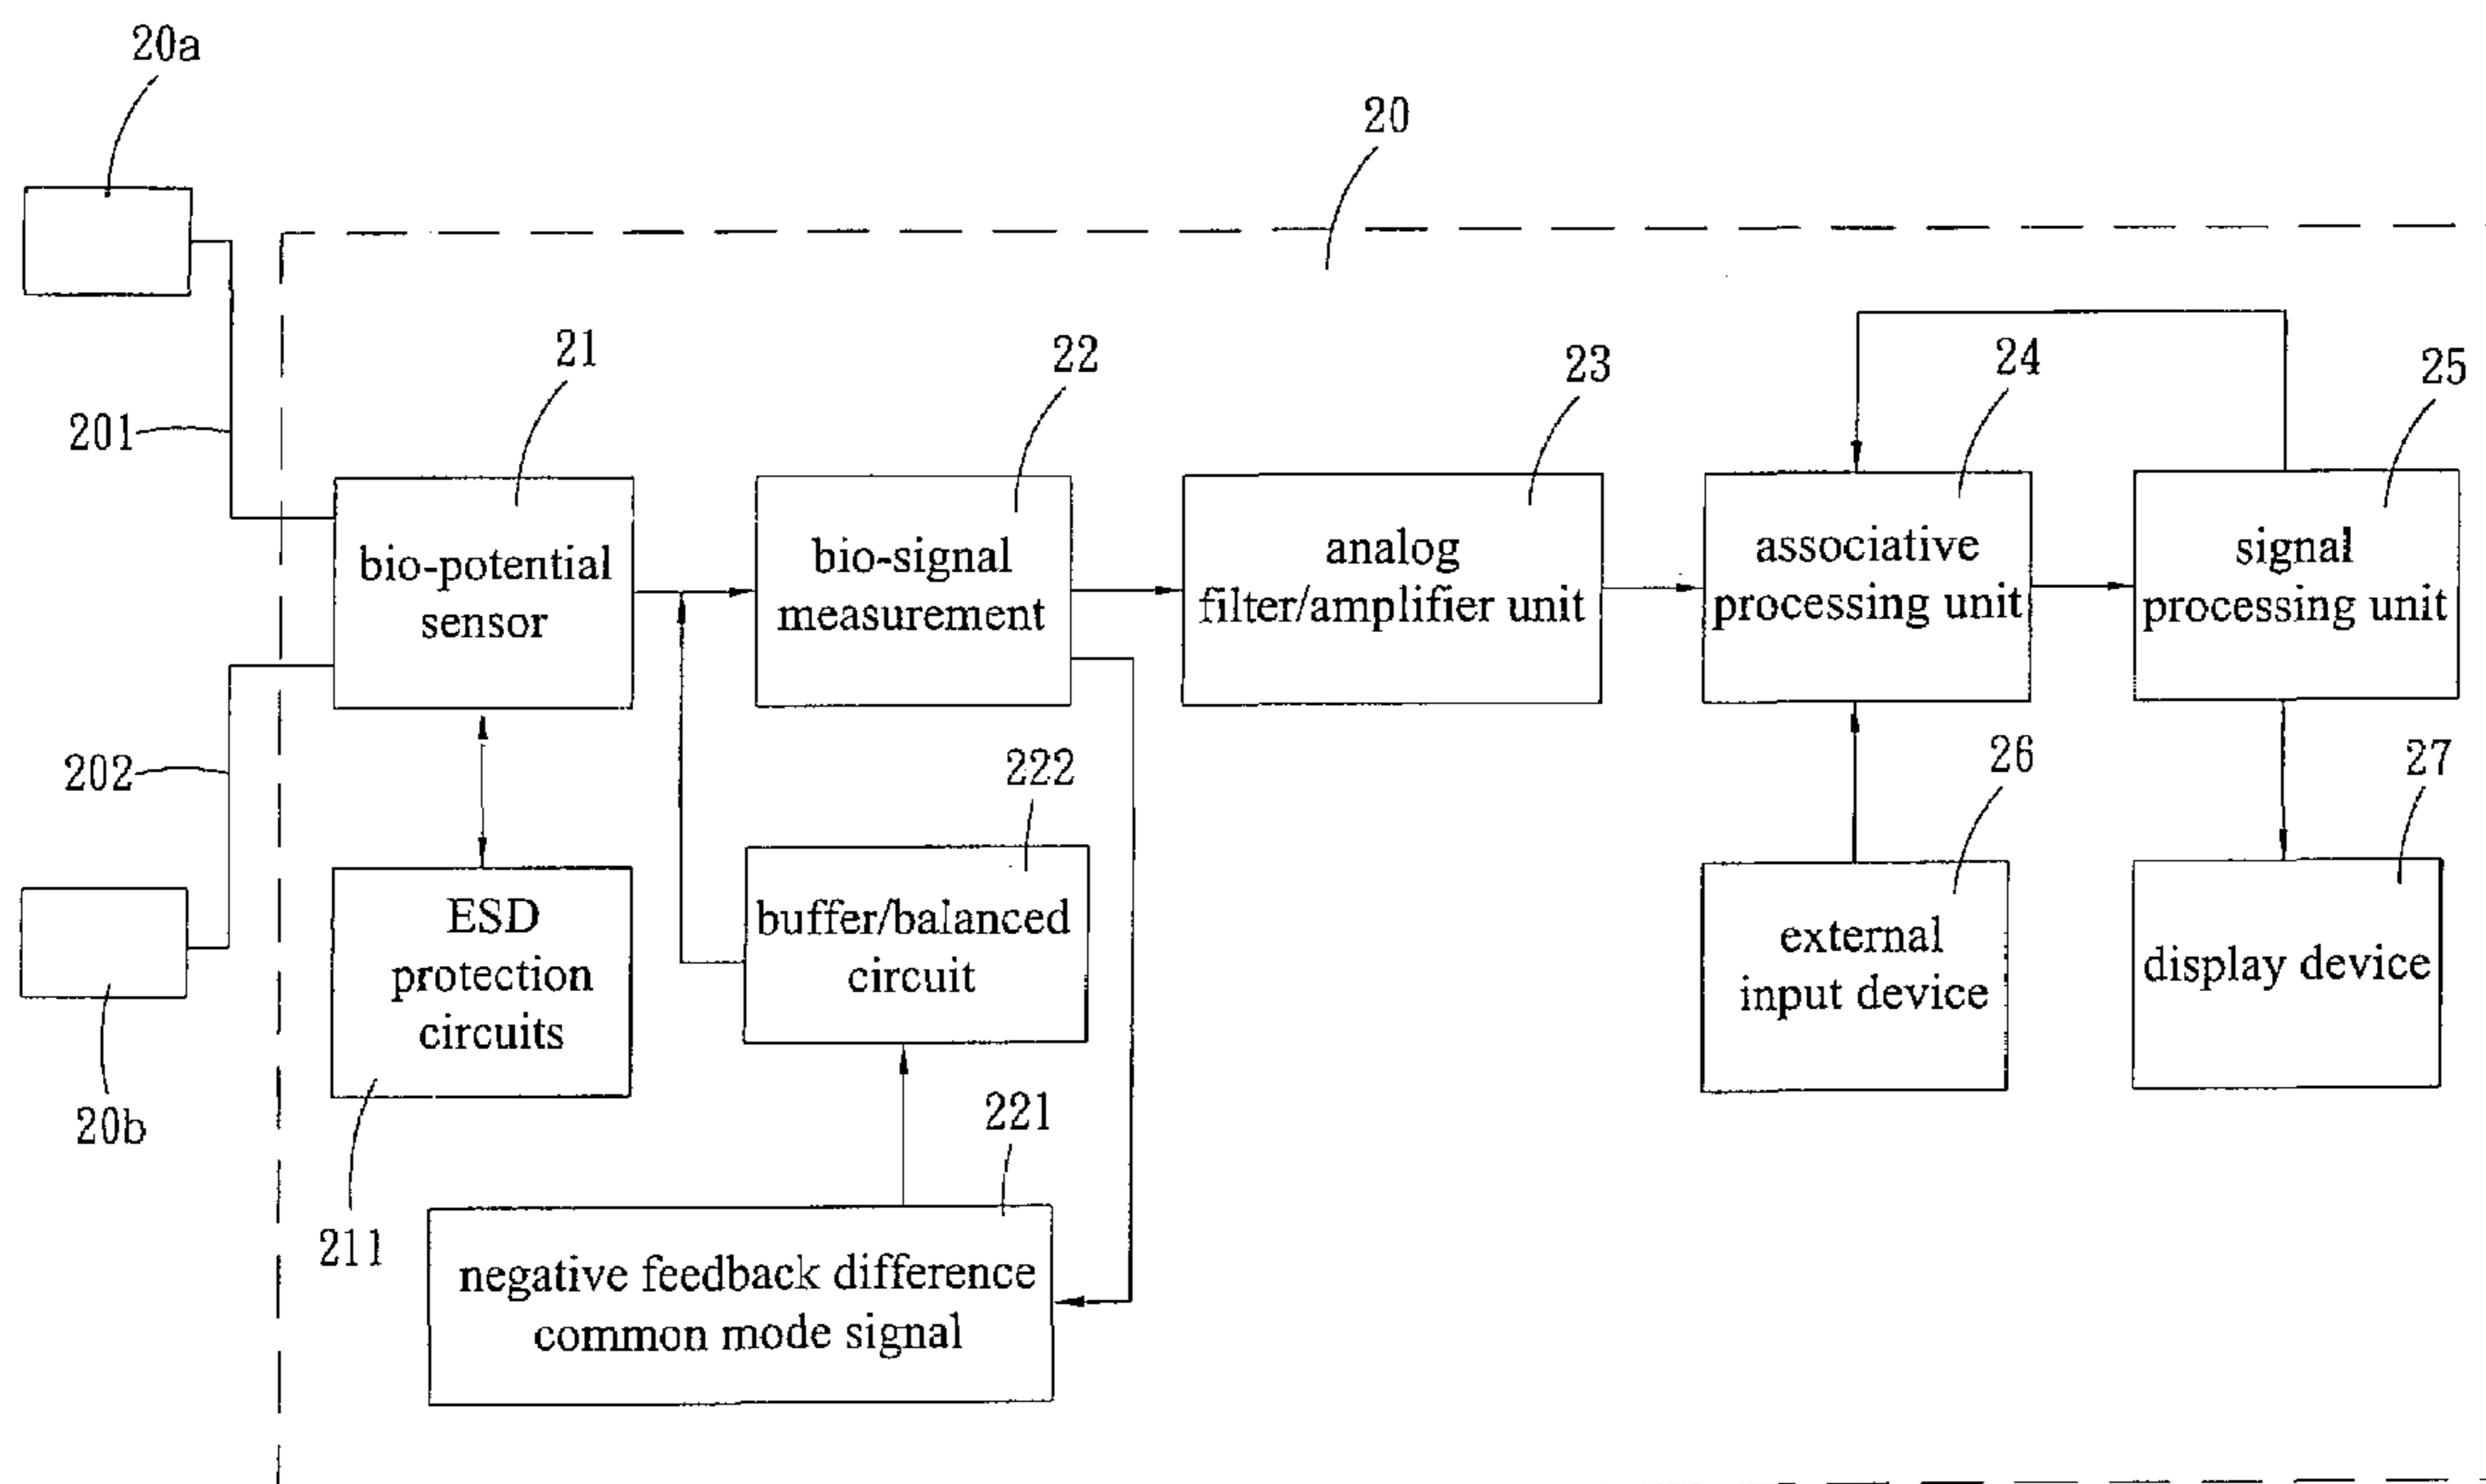 20a
20
21
22
23
24
25
201
bio-potential
sensor
bio-signal
measurement
analog
filter/amplifier unit
associative
processing unit
signal
processing unit
202
222
26
27
ESD
protection
circuits
buffer/balanced
circuit
external
input device
display device
20b
211
221
negative feedback difference
common mode signal